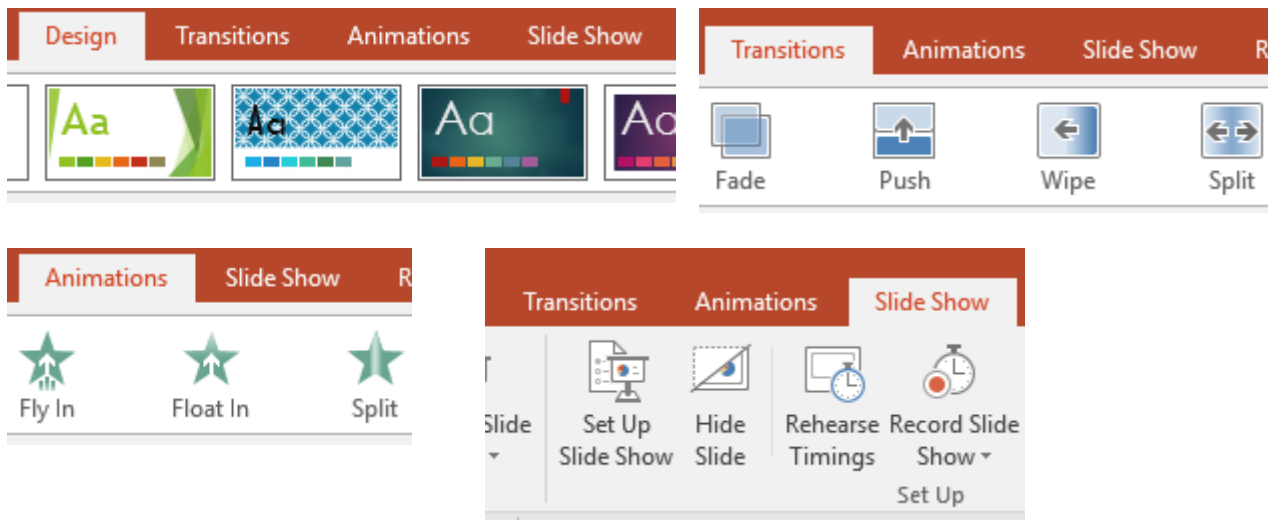 Design Transitions Animations Slide Show
Aa Aa Aa Aa
Transitions Animations Slide Show R
Fade Push Wipe Split
Animations Slide Show R
Fly In Float In Split
Transitions Animations Slide Show
Slide Set Up Hide Rehearse Record Slide
Slide Show Slide Timings Show
Set Up